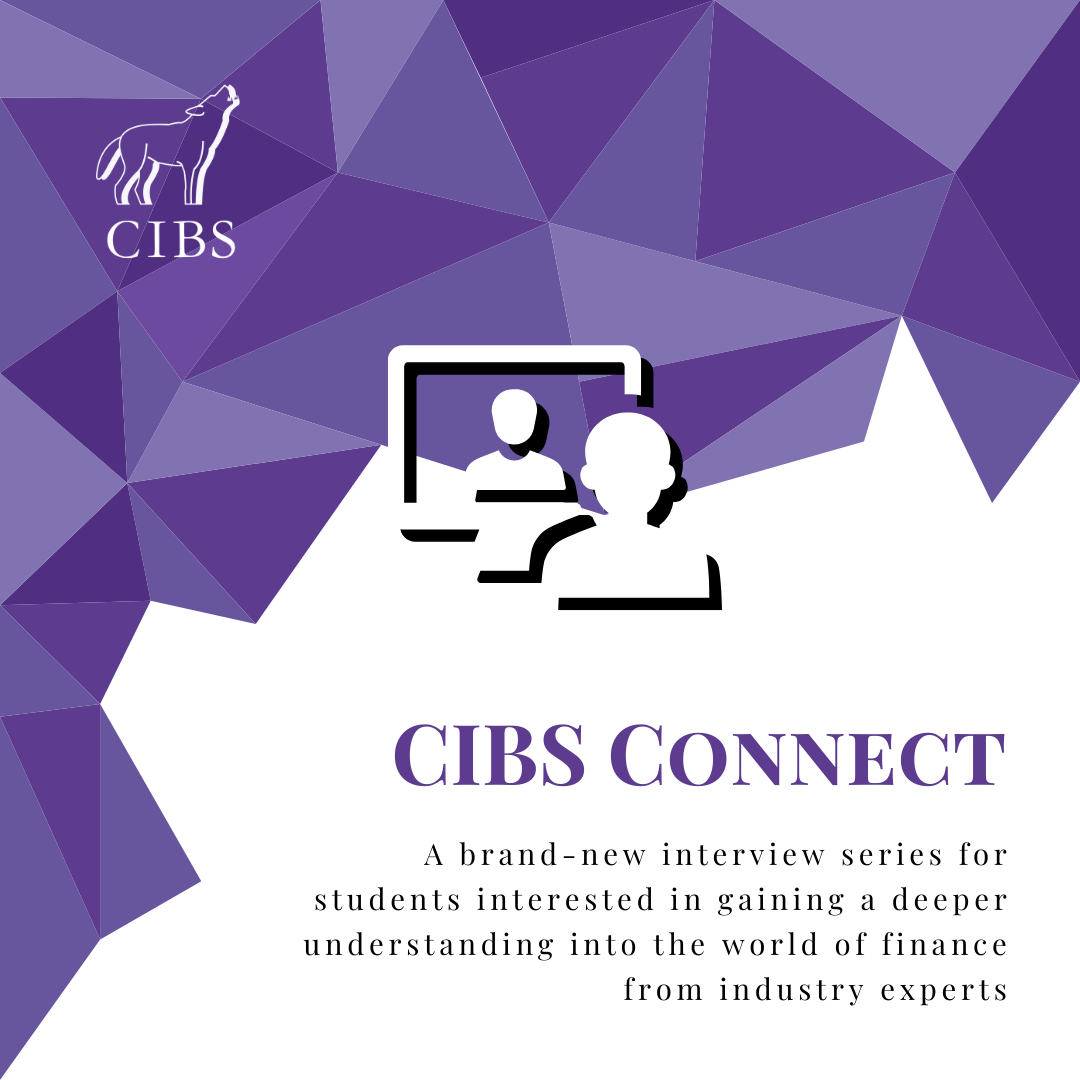 CIBS
CIBS Connect
A brand-new interview series for
students interested in gaining a deeper
understanding into the world of finance
from industry experts